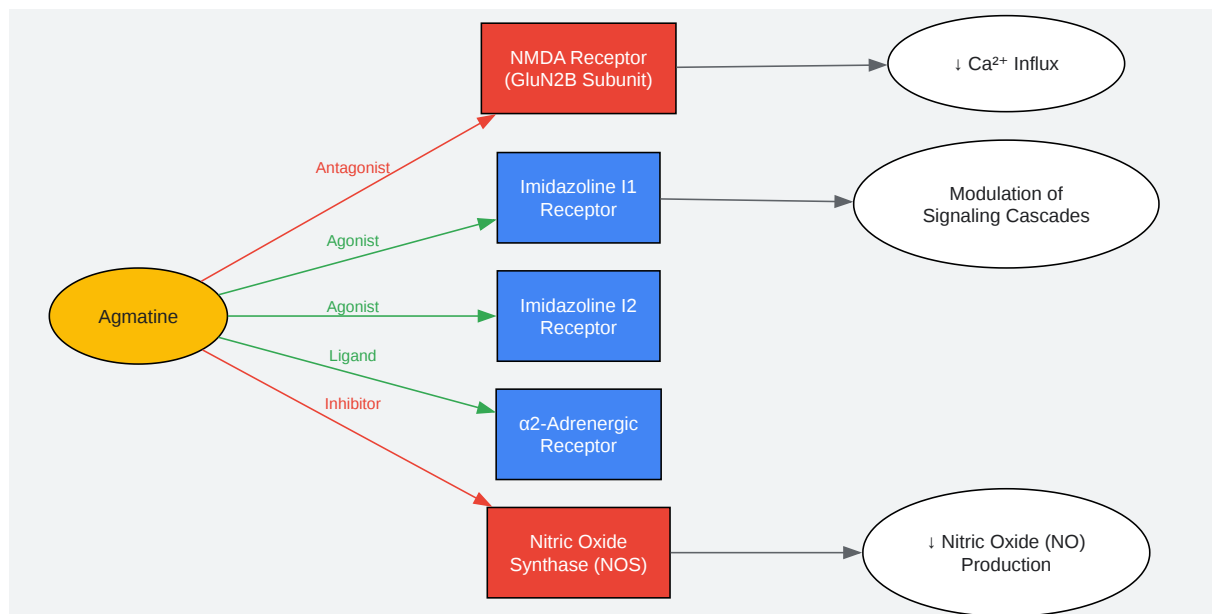 NMDA Receptor
(GluN2B Subunit)
↓ Ca²⁺ Influx
Antagonist
Imidazoline I1
Receptor
Modulation of
Signaling Cascades
Agonist
Agmatine
Agonist
Imidazoline I2
Receptor
Ligand
Inhibitor
α2-Adrenergic
Receptor
Nitric Oxide
Synthase (NOS)
↓ Nitric Oxide (NO)
Production